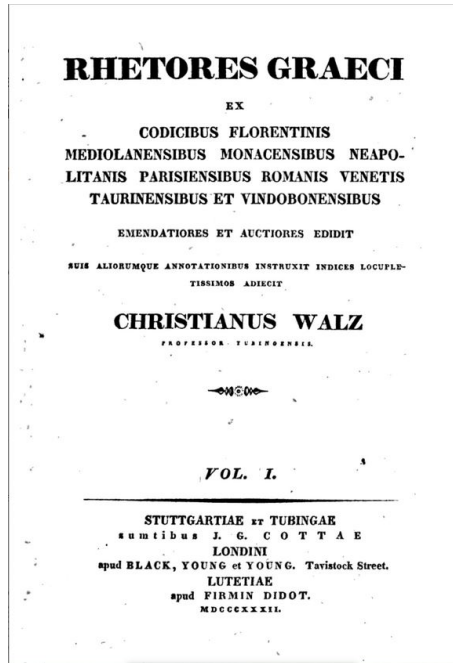 RHETORES GRAECI
EX
CODICIBUS FLORENTINIS
MEDIOLANENSIBUS MONACENSIBUS NEAPO-
LITANIS PARISIENSIBUS ROMANIS VENETIS
TAURINENSIBUS ET VINDOBONENSIBUS
EMENDATIORES ET AUCTIORES EDIDIT
SUIS ALIORUMQUE ANNOTATIONIBUS INSTRUXIT INDICES LOCUPLE-
TISSIMOS ADIECIT
CHRISTIANUS WALZ
PROFESSOR TUBINGENSIS.
VOL. I.
STUTTGARTIAE ET TUBINGAE
sumtibus J. G. COTTAE
LONDINI
apud BLACK, YOUNG et YOUNG. Tavistock Street.
LUTETIAE
apud FIRMIN DIDOT.
MDCCCXXXII.